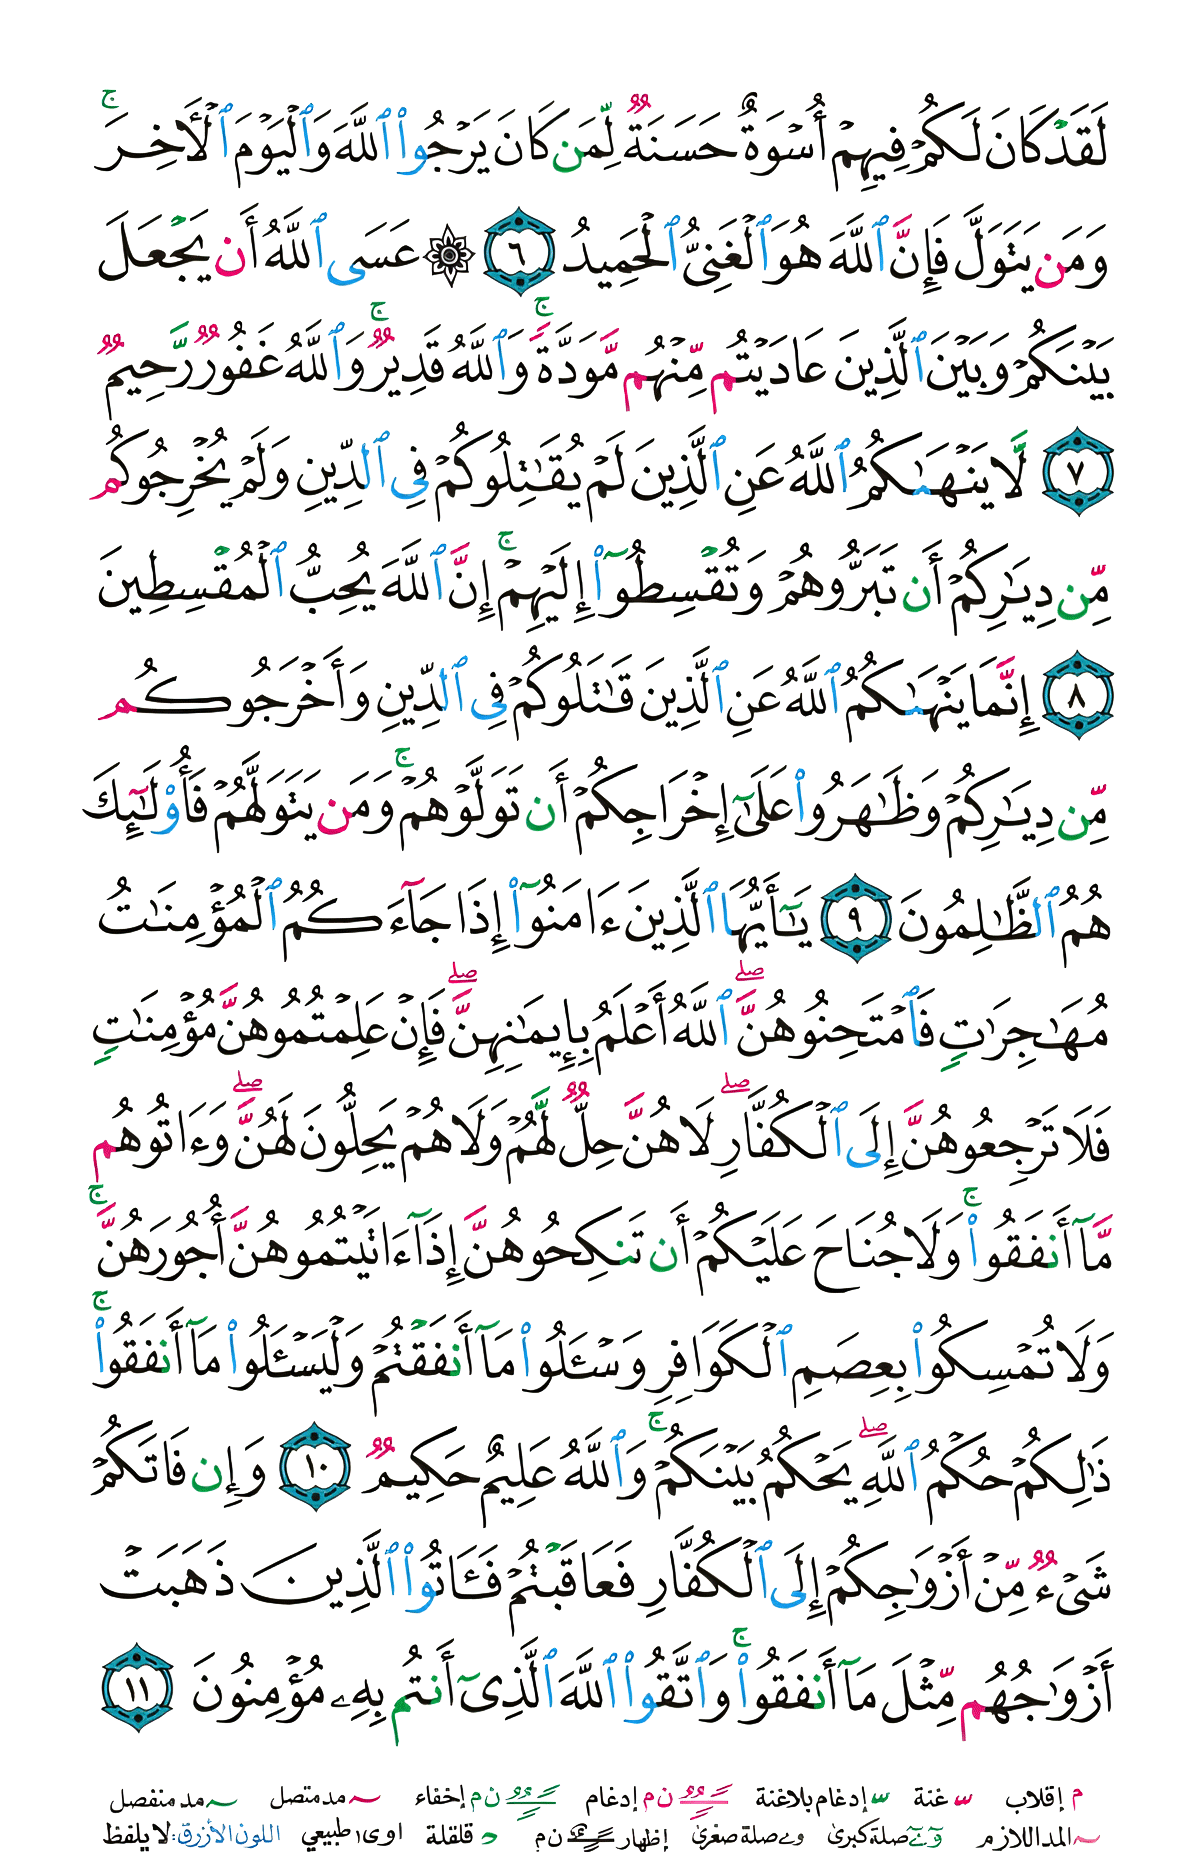 لَقَدْ كَانَ لَكُمْ فِيهِمْ أُسْوَةٌ حَسَنَةٌ لِّمَن كَانَ يَرْجُوا۟ ٱللَّهَ وَٱلْيَوْمَ ٱلْأَخِرَ ۚ
وَمَن يَتَوَلَّ فَإِنَّ ٱللَّهَ هُوَ ٱلْغَنِىُّ ٱلْحَمِيدُ ٦ ۞ عَسَى ٱللَّهُ أَن يَجْعَلَ
بَيْنَكُمْ وَبَيْنَ ٱلَّذِينَ عَادَيْتُم مِّنْهُم مَّوَدَّةً ۚ وَٱللَّهُ قَدِيرٌ ۚ وَٱللَّهُ غَفُورٌ رَّحِيمٌ
٧ لَّا يَنْهَىٰكُمُ ٱللَّهُ عَنِ ٱلَّذِينَ لَمْ يُقَـٰتِلُوكُمْ فِى ٱلدِّينِ وَلَمْ يُخْرِجُوكُم
مِّن دِيَـٰرِكُمْ أَن تَبَرُّوهُمْ وَتُقْسِطُوٓا۟ إِلَيْهِمْ ۚ إِنَّ ٱللَّهَ يُحِبُّ ٱلْمُقْسِطِينَ
٨ إِنَّمَا يَنْهَىٰكُمُ ٱللَّهُ عَنِ ٱلَّذِينَ قَـٰتَلُوكُمْ فِى ٱلدِّينِ وَأَخْرَجُوكُم
مِّن دِيَـٰرِكُمْ وَظَـٰهَرُوا۟ عَلَىٰٓ إِخْرَاجِكُمْ أَن تَوَلَّوْهُمْ ۚ وَمَن يَتَوَلَّهُمْ فَأُو۟لَـٰٓئِكَ
هُمُ ٱلظَّـٰلِمُونَ ٩ يَـٰٓأَيُّهَا ٱلَّذِينَ ءَامَنُوٓا۟ إِذَا جَآءَكُمُ ٱلْمُؤْمِنَـٰتُ
مُهَـٰجِرَٰتٍ فَٱمْتَحِنُوهُنَّ ۖ ٱللَّهُ أَعْلَمُ بِإِيمَـٰنِهِنَّ ۖ فَإِنْ عَلِمْتُمُوهُنَّ مُؤْمِنَـٰتٍ
فَلَا تَرْجِعُوهُنَّ إِلَى ٱلْكُفَّارِ ۖ لَا هُنَّ حِلٌّ لَّهُمْ وَلَا هُمْ يَحِلُّونَ لَهُنَّ ۖ وَءَاتُوهُم
مَّآ أَنفَقُوا۟ ۚ وَلَا جُنَاحَ عَلَيْكُمْ أَن تَنكِحُوهُنَّ إِذَآ ءَاتَيْتُمُوهُنَّ أُجُورَهُنَّ ۚ
وَلَا تُمْسِكُوا۟ بِعِصَمِ ٱلْكَوَافِرِ وَسْـَٔلُوا۟ مَآ أَنفَقْتُمْ وَلْيَسْـَٔلُوا۟ مَآ أَنفَقُوا۟ ۚ
ذَٰلِكُمْ حُكْمُ ٱللَّهِ ۖ يَحْكُمُ بَيْنَكُمْ ۚ وَٱللَّهُ عَلِيمٌ حَكِيمٌ ١٠ وَإِن فَاتَكُمْ
شَىْءٌ مِّنْ أَزْوَٰجِكُمْ إِلَى ٱلْكُفَّارِ فَعَاقَبْتُمْ فَـَٔاتُوا۟ ٱلَّذِينَ ذَهَبَتْ
أَزْوَٰجُهُم مِّثْلَ مَآ أَنفَقُوا۟ ۚ وَٱتَّقُوا۟ ٱللَّهَ ٱلَّذِىٓ أَنتُم بِهِۦ مُؤْمِنُونَ ١١
م إقلاب ّ غنة ّ إدغام بلا غنة ن م إدغام ن م إخفاء ~ مد متصل ~ مد منفصل
~ المد اللازم صلة كبرى و ے صلة صغرى إظهار ن م قلقلة ا و ى طبيعي اللون الأزرق: لا يلفظ